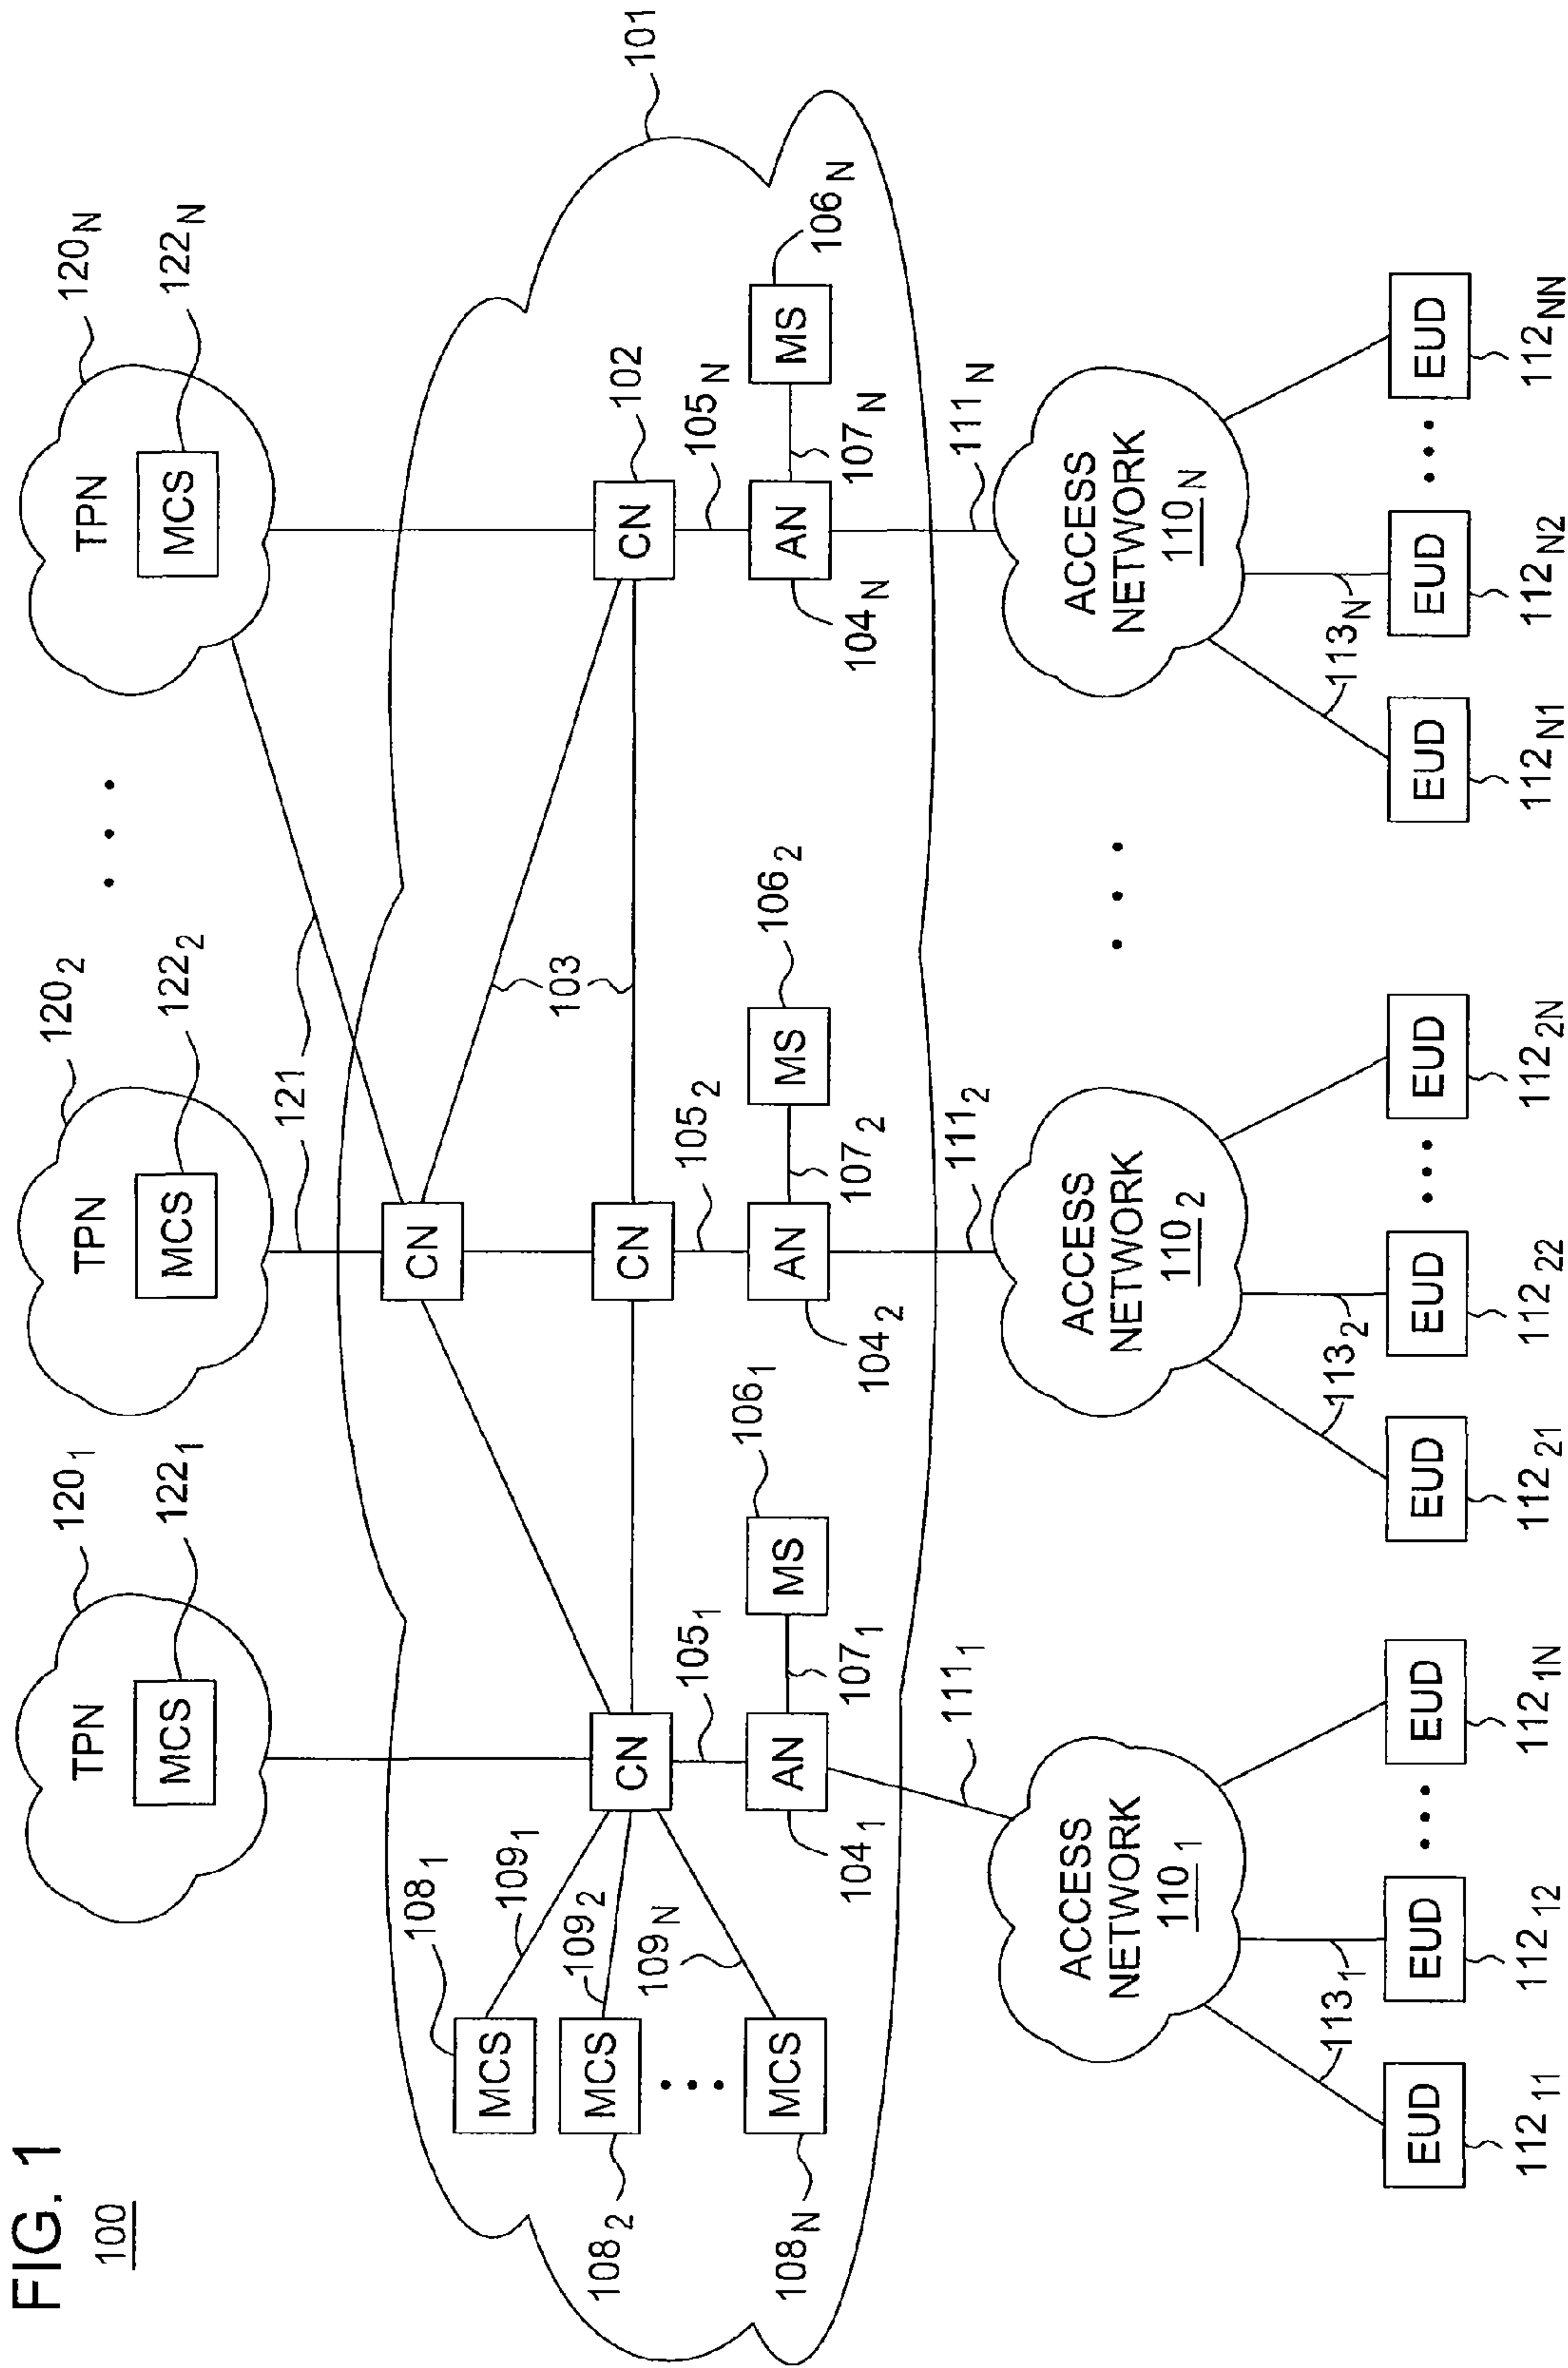 FIG. 1
100
120₁ 120₂ 120N
TPN TPN • • • TPN
122₁ 122₂ 122N
MCS MCS MCS
121
101
108₁ MCS
109₁
CN
103
108₂ MCS
109₂
CN CN CN 102
109N
105₁ 105₂ 105N
108N MCS
104₁ AN 107₁ MS 106₁
104₂ AN 107₂ MS 106₂
104N AN 107N MS 106N
111₁ 111₂ 111N
ACCESS NETWORK 110₁
ACCESS NETWORK 110₂
• • •
ACCESS NETWORK 110N
113₁ 113₂ 113N
EUD EUD • • • EUD
EUD EUD • • • EUD
EUD EUD • • • EUD
112₁₁ 112₁₂ 112₁N
112₂₁ 112₂₂ 112₂N
112N₁ 112N₂ 112NN